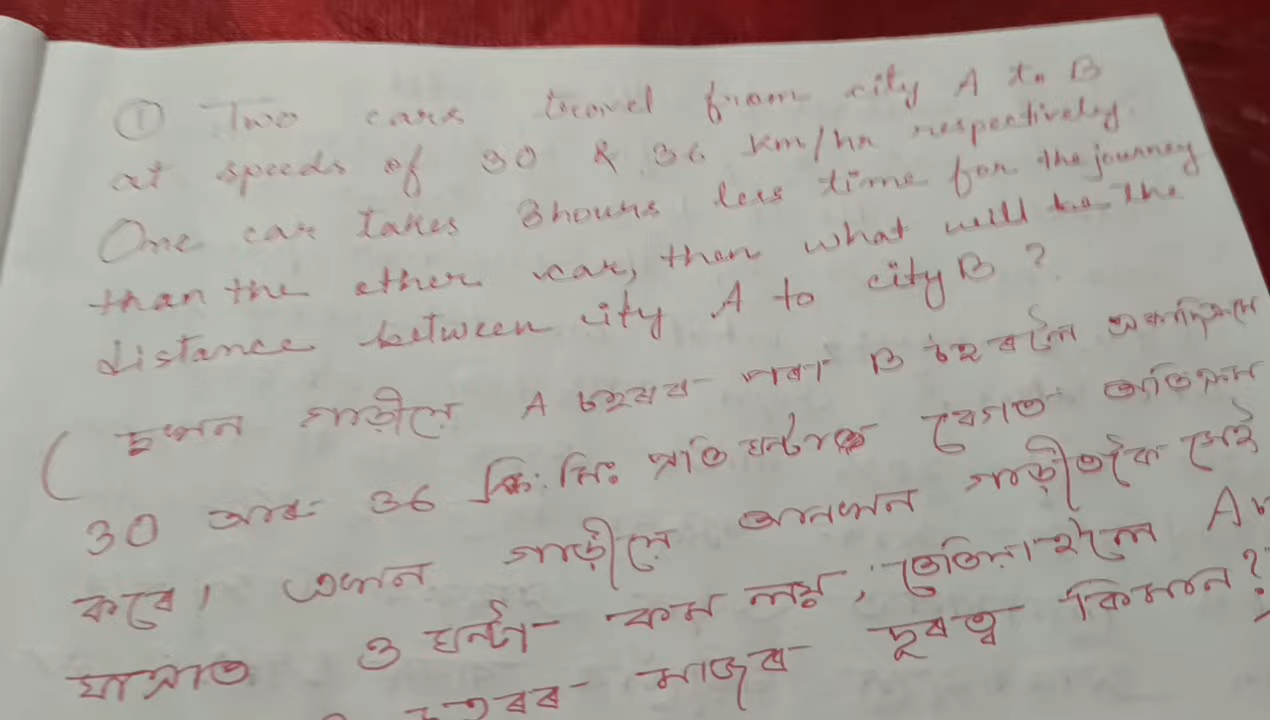 ① Two cars travel from city A to B
at speeds of 30 & 36 km/hr respectively.
One car takes 3hours less time for the journey
than the other car, then what will be the
distance between city A to city B ?
( দুখন গাড়ীয়ে A চহৰৰ পৰা B চহৰলৈ
30 আৰু 36 কি: মি: প্ৰতি ঘন্টাত বেগত অতিক্ৰম
কৰে। এখন গাড়ীয়ে আনখন গাড়ীতকৈ সেই
যাত্ৰাত 3 ঘন্টা কম লয়, তেতিয়াহ'লে A
মাজৰ দূৰত্ব কিমান?